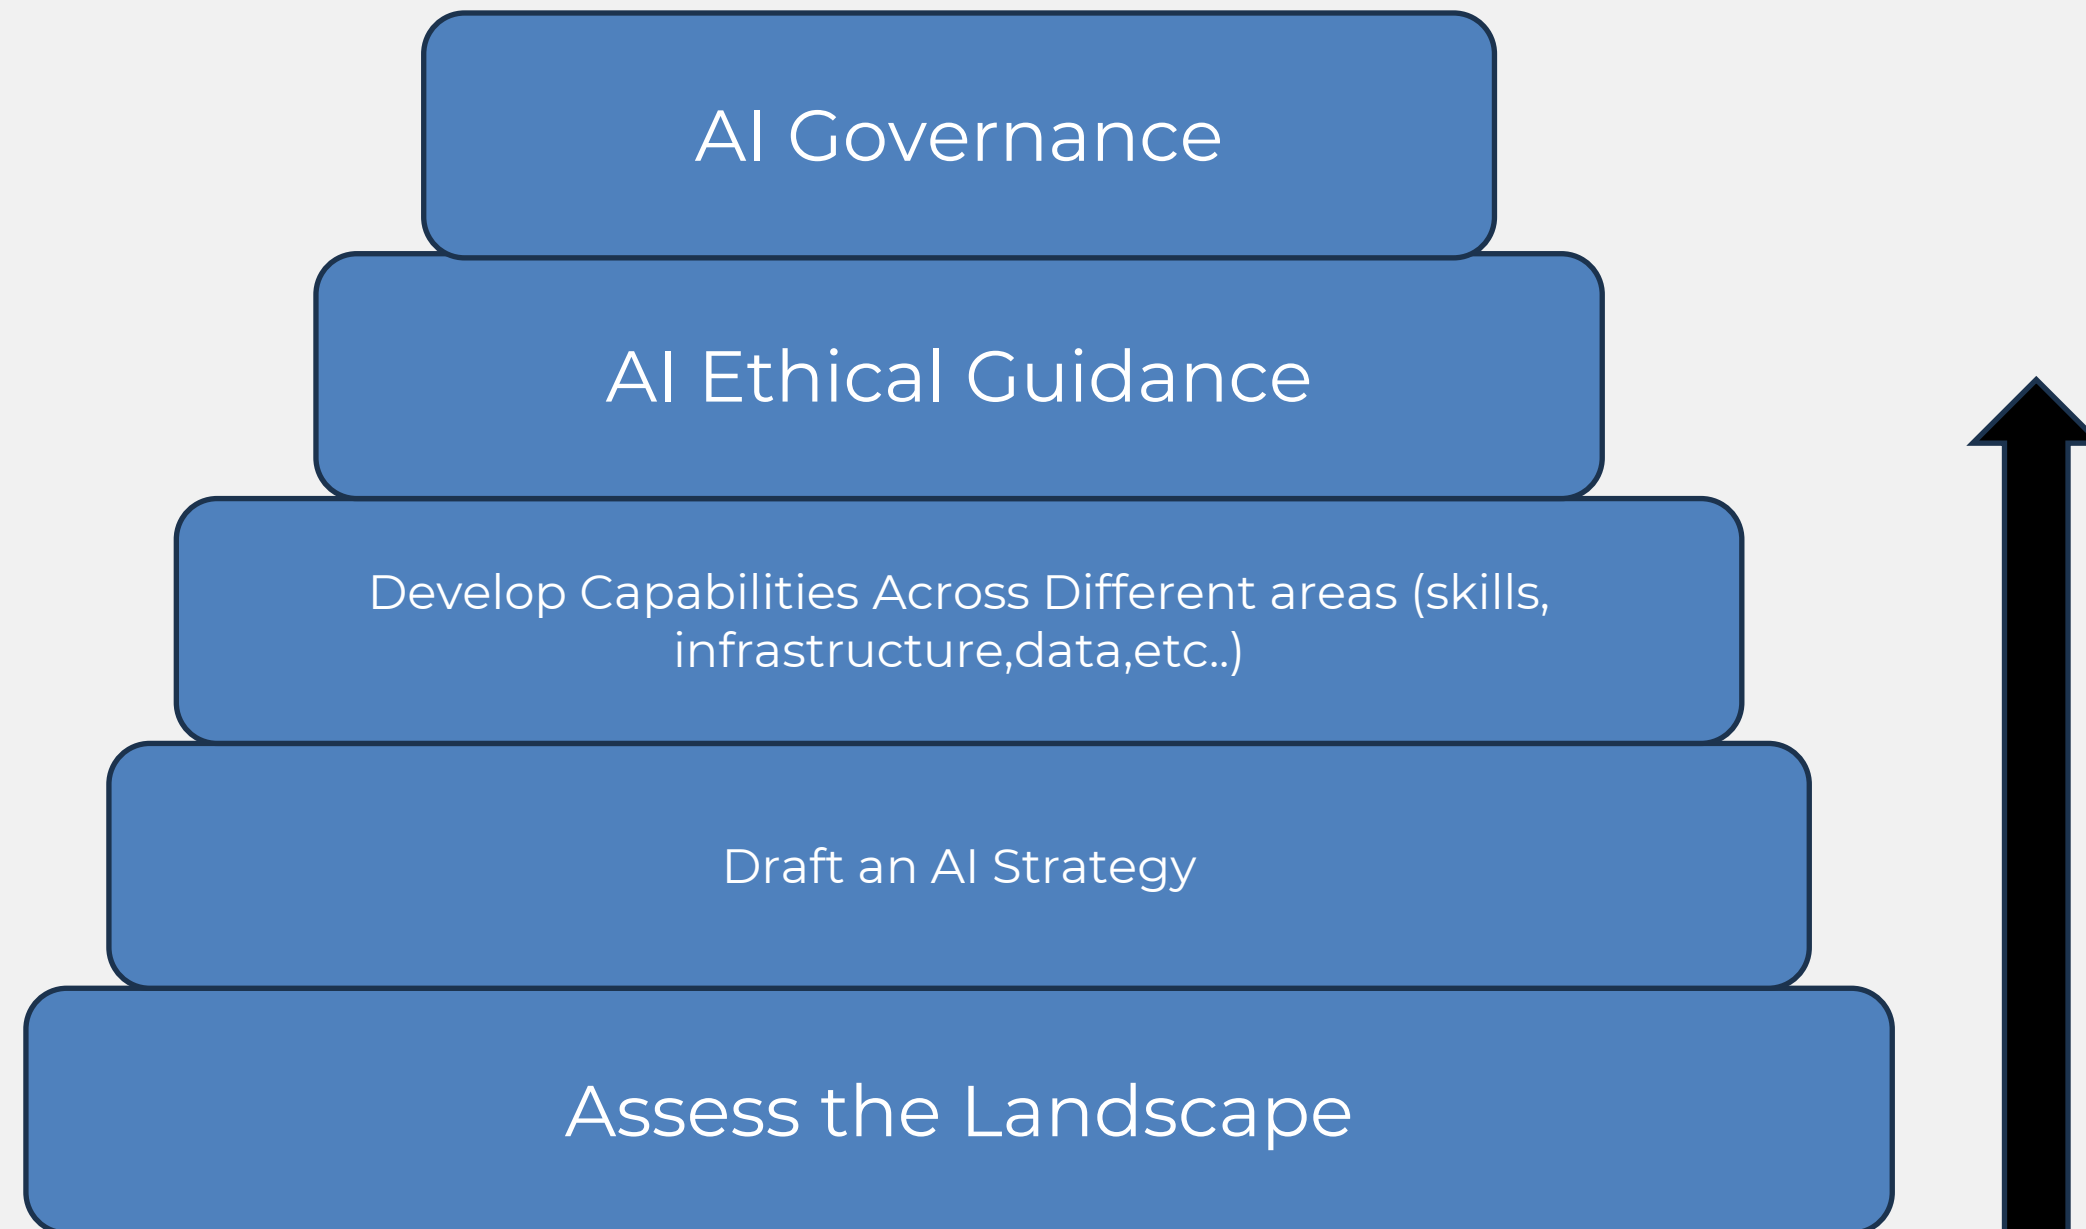 AI Governance
AI Ethical Guidance
Develop Capabilities Across Different areas (skills,
infrastructure,data,etc..)
Draft an AI Strategy
Assess the Landscape